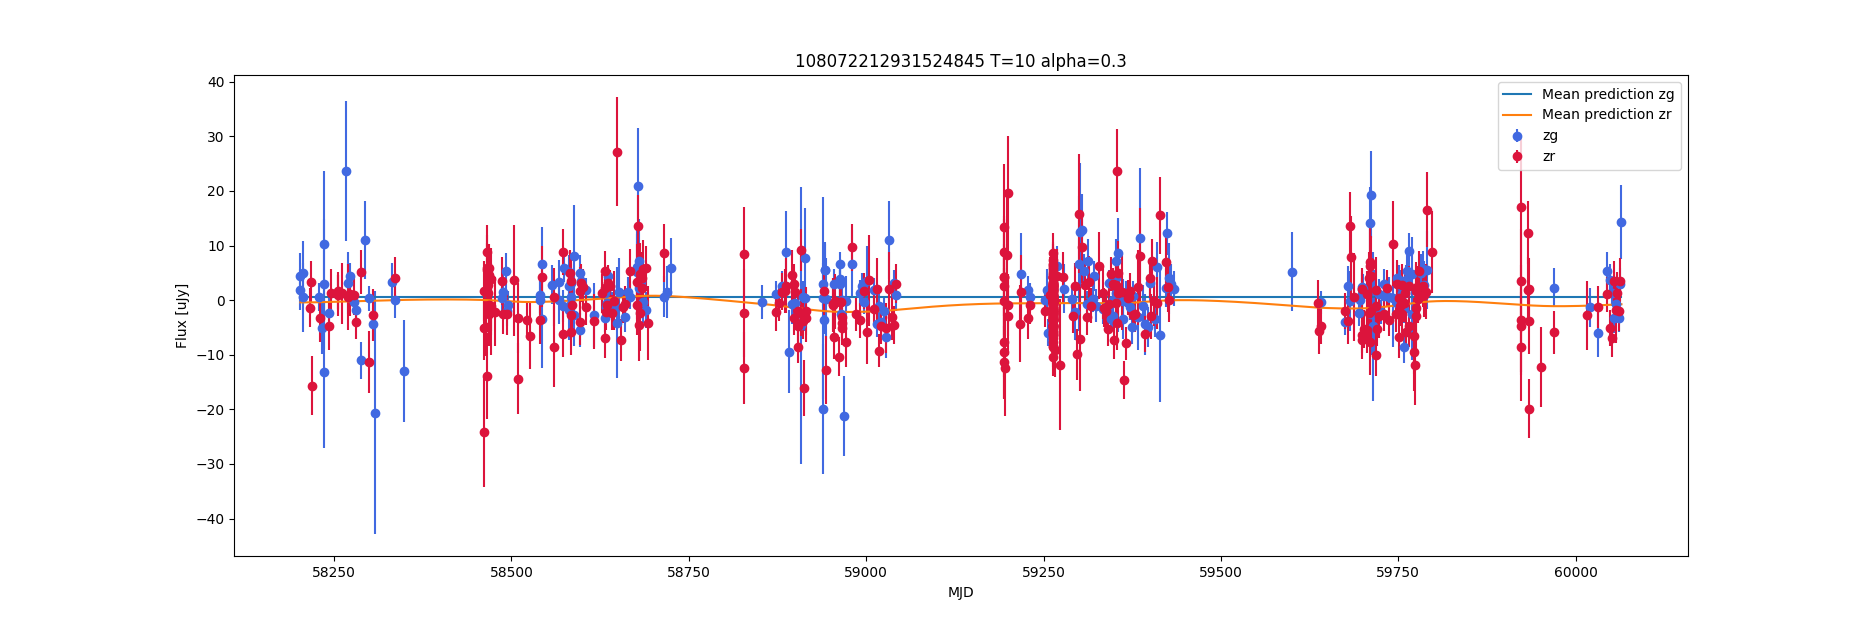 108072212931524845 T=10 alpha=0.3
Flux [uJy]
40
30
20
10
0
−10
−20
−30
−40
58250 58500 58750 59000 59250 59500 59750 60000
MJD
Mean prediction zg
Mean prediction zr
zg
zr